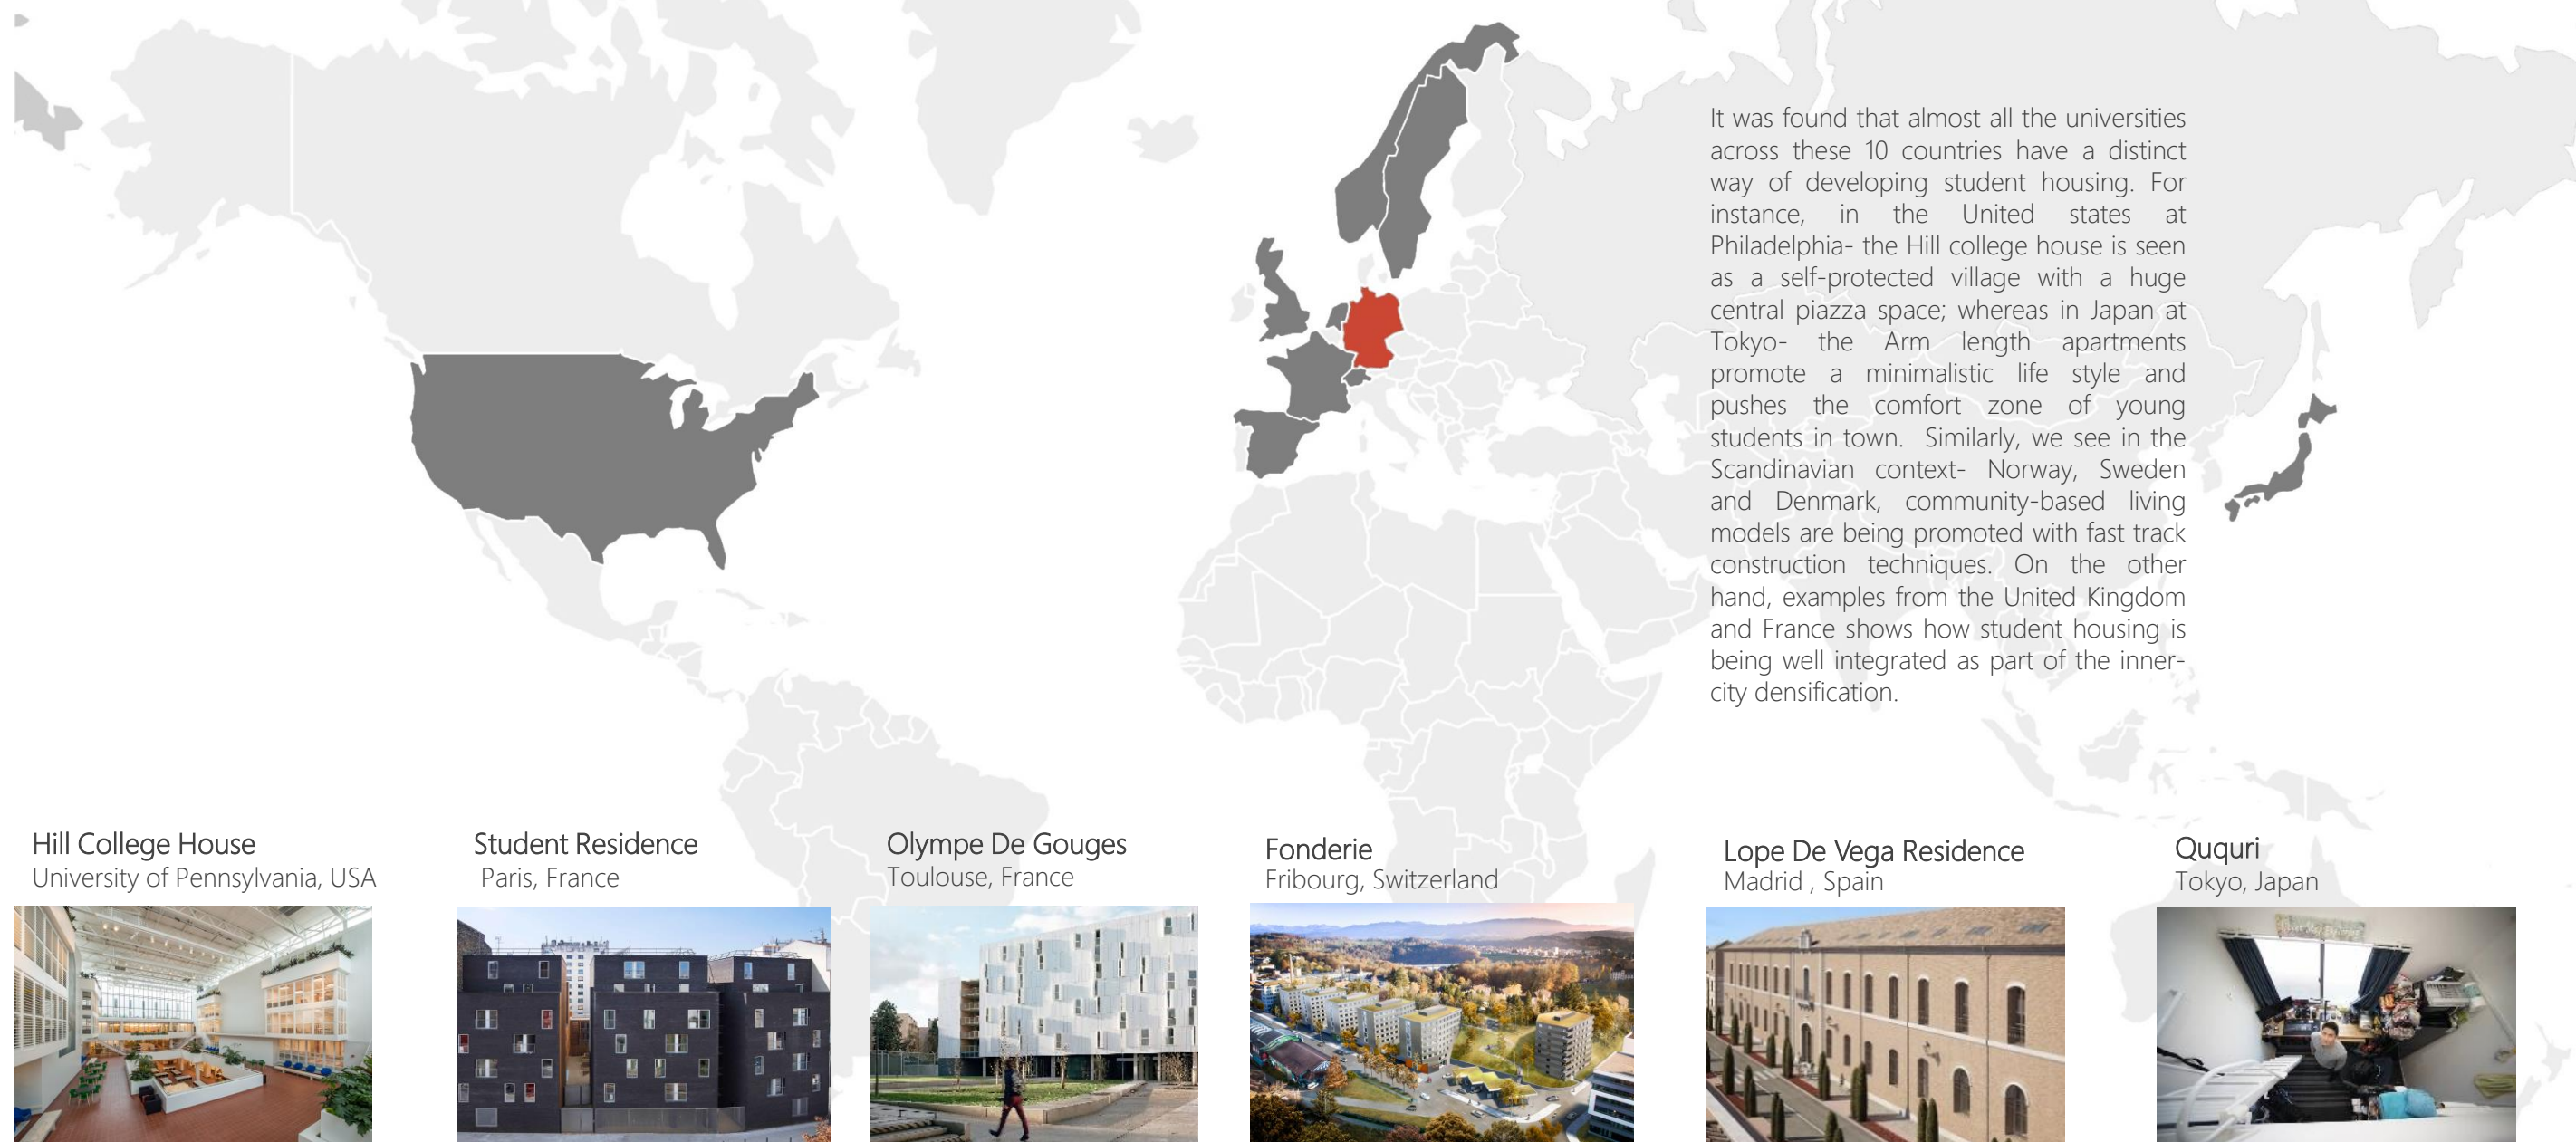 It was found that almost all the universities
across these 10 countries have a distinct
way of developing student housing. For
instance, in the United states at
Philadelphia- the Hill college house is seen
as a self-protected village with a huge
central piazza space; whereas in Japan at
Tokyo- the Arm length apartments
promote a minimalistic life style and
pushes the comfort zone of young
students in town. Similarly, we see in the
Scandinavian context- Norway, Sweden
and Denmark, community-based living
models are being promoted with fast track
construction techniques. On the other
hand, examples from the United Kingdom
and France shows how student housing is
being well integrated as part of the inner-
city densification.
Hill College House
University of Pennsylvania, USA
Student Residence
Paris, France
Olympe De Gouges
Toulouse, France
Fonderie
Fribourg, Switzerland
Lope De Vega Residence
Madrid , Spain
Ququri
Tokyo, Japan